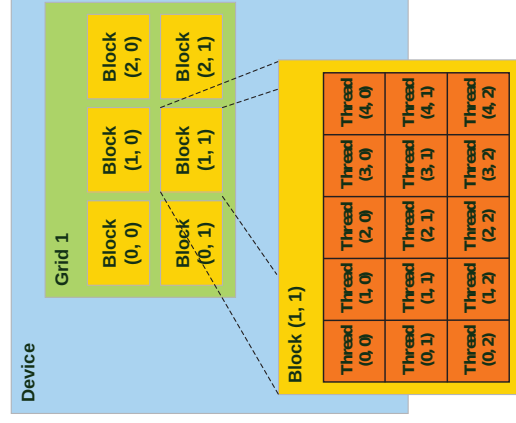 Device
Grid 1
Block
(0, 0)
Block
(1, 0)
Block
(2, 0)
Block
(0, 1)
Block
(1, 1)
Block
(2, 1)
Block (1, 1)
Thread
(0, 0)
Thread
(1, 0)
Thread
(2, 0)
Thread
(3, 0)
Thread
(4, 0)
Thread
(0, 1)
Thread
(1, 1)
Thread
(2, 1)
Thread
(3, 1)
Thread
(4, 1)
Thread
(0, 2)
Thread
(1, 2)
Thread
(2, 2)
Thread
(3, 2)
Thread
(4, 2)